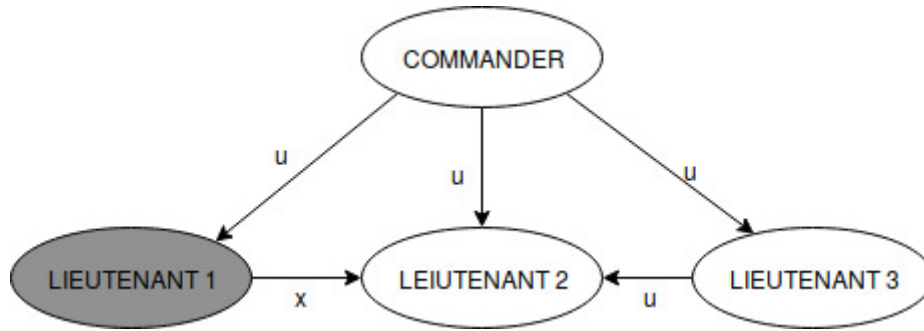 COMMANDER
u
u
u
LIEUTENANT 1
x
LEIUTENANT 2
u
LIEUTENANT 3